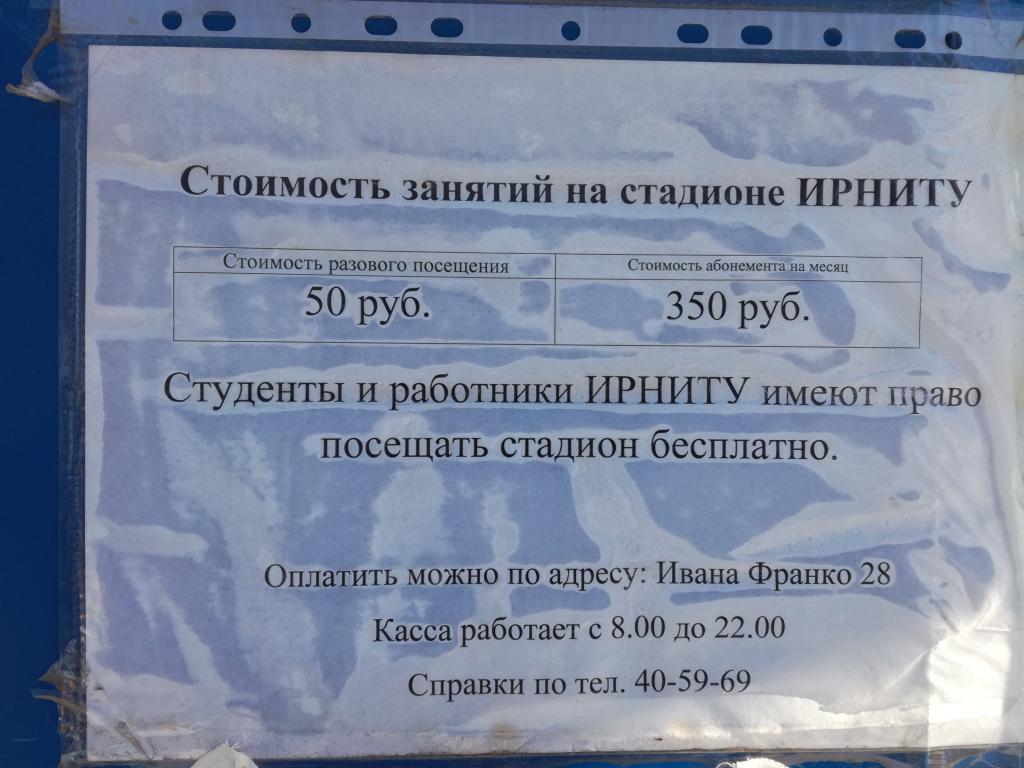 Стоимость занятий на стадионе ИРНИТУ
Стоимость разового посещения
Стоимость абонемента на месяц
50 руб.
350 руб.
Студенты и работники ИРНИТУ имеют право
посещать стадион бесплатно.
Оплатить можно по адресу: Ивана Франко 28
Касса работает с 8.00 до 22.00
Справки по тел. 40-59-69